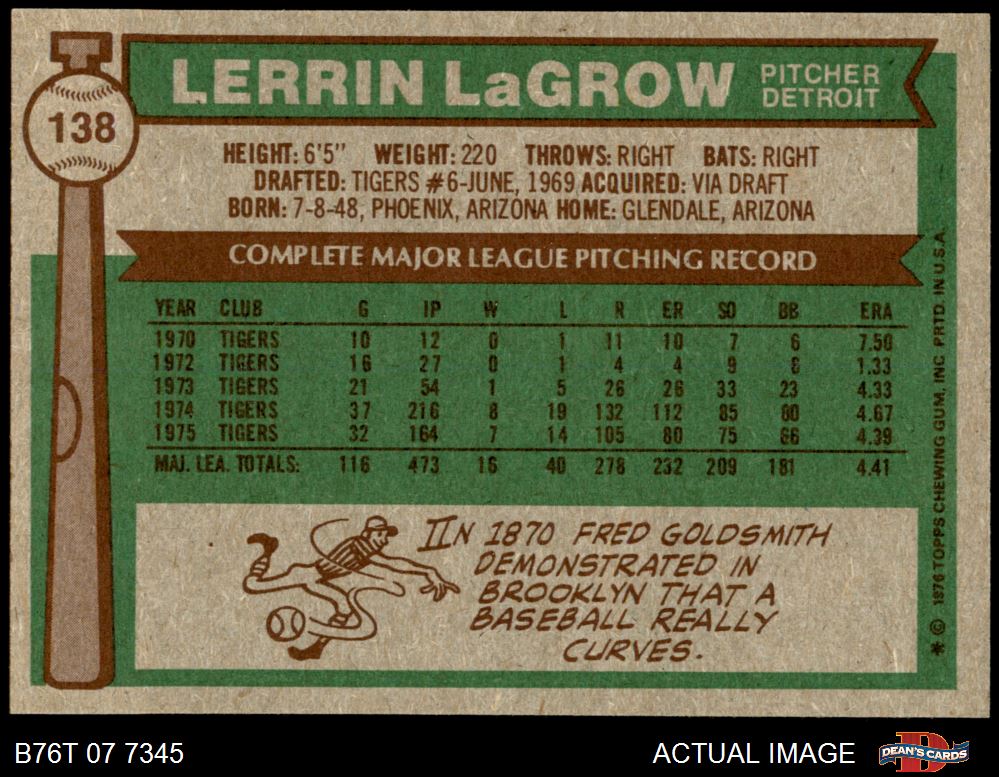 138
LERRIN LaGROW
PITCHER
DETROIT
HEIGHT: 6'5" WEIGHT: 220 THROWS: RIGHT BATS: RIGHT
DRAFTED: TIGERS #6-JUNE, 1969 ACQUIRED: VIA DRAFT
BORN: 7-8-48, PHOENIX, ARIZONA HOME: GLENDALE, ARIZONA
COMPLETE MAJOR LEAGUE PITCHING RECORD
YEAR CLUB G IP W L R ER SO BB ERA
1970 TIGERS 10 12 0 1 11 10 7 6 7.50
1972 TIGERS 16 27 0 1 4 4 9 6 1.33
1973 TIGERS 21 54 1 5 26 26 33 23 4.33
1974 TIGERS 37 216 8 19 132 112 85 80 4.67
1975 TIGERS 32 164 7 14 105 80 75 66 4.39
MAJ. LEA. TOTALS: 116 473 16 40 278 232 209 181 4.41
IN 1870 FRED GOLDSMITH
DEMONSTRATED IN
BROOKLYN THAT A
BASEBALL REALLY
CURVES.
* © 1976 TOPPS CHEWING GUM, INC PRTD. IN U.S.A.
B76T 07 7345
ACTUAL IMAGE
DEAN'S CARDS